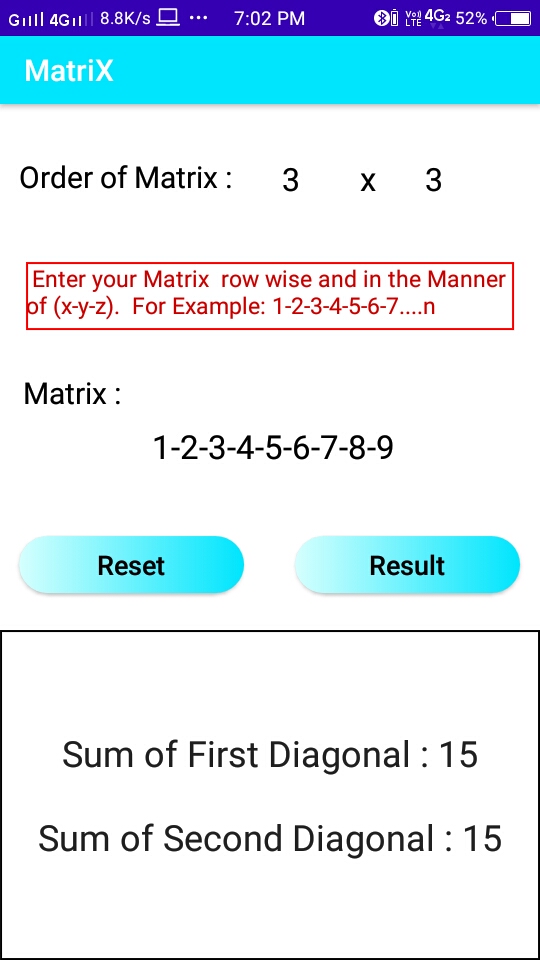 4G 8.8K/s ... 7:02 PM Vo) LTE 4G2 52%
MatriX
Order of Matrix : 3 x 3
Enter your Matrix row wise and in the Manner
of (x-y-z). For Example: 1-2-3-4-5-6-7....n
Matrix :
1-2-3-4-5-6-7-8-9
Reset Result
Sum of First Diagonal : 15
Sum of Second Diagonal : 15